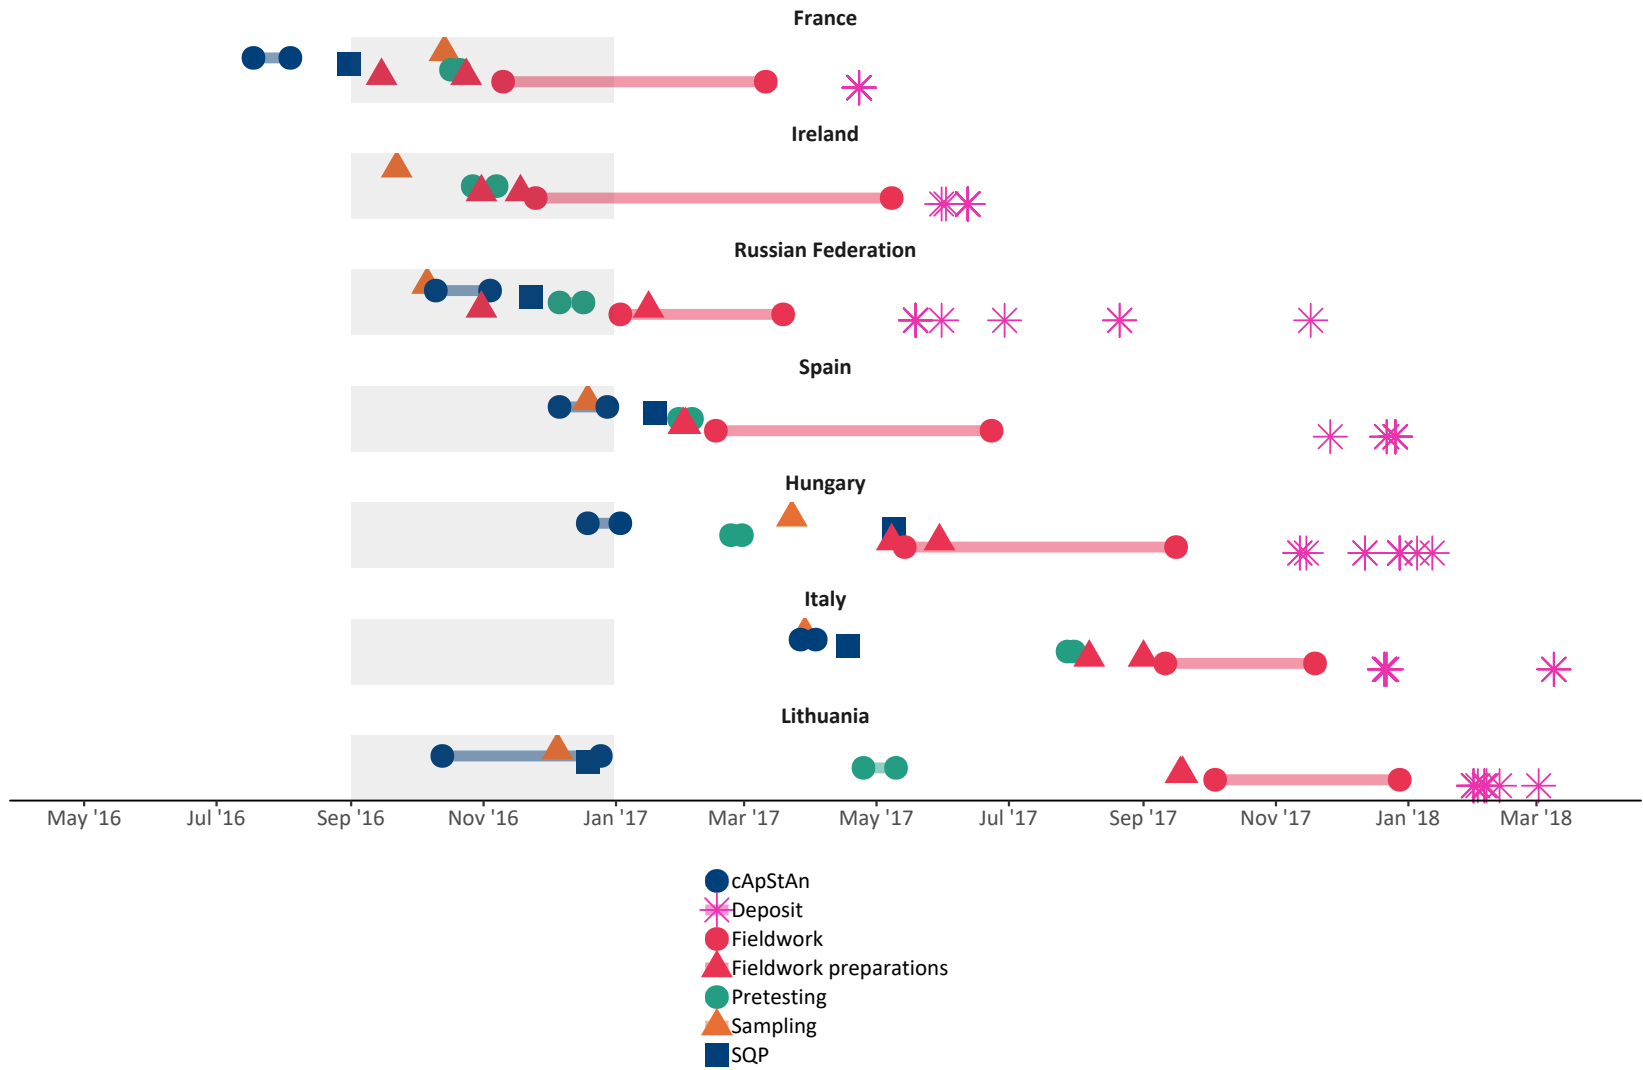 France
Ireland
Russian Federation
Spain
Hungary
Italy
Lithuania
May '16 Jul '16 Sep '16 Nov '16 Jan '17 Mar '17 May '17 Jul '17 Sep '17 Nov '17 Jan '18 Mar '18
cApStAn
Deposit
Fieldwork
Fieldwork preparations
Pretesting
Sampling
SQP